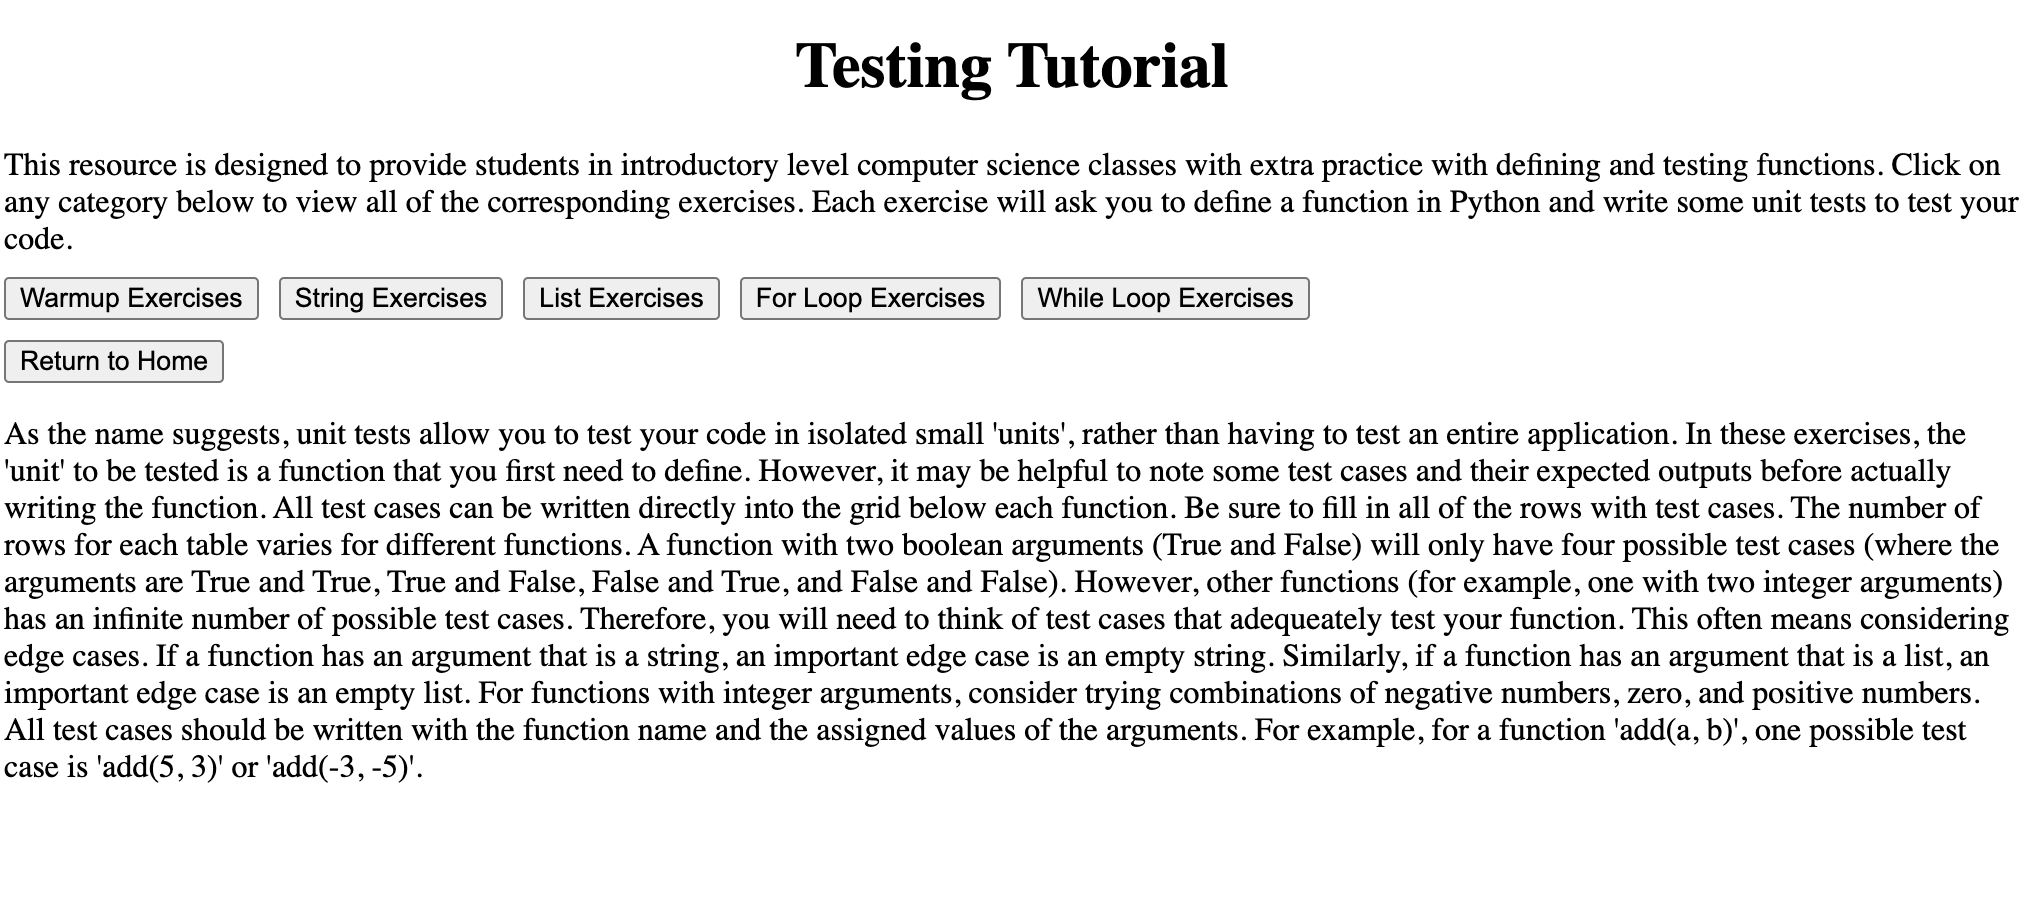 Testing Tutorial
This resource is designed to provide students in introductory level computer science classes with extra practice with defining and testing functions. Click on
any category below to view all of the corresponding exercises. Each exercise will ask you to define a function in Python and write some unit tests to test your
code.
Warmup Exercises String Exercises List Exercises For Loop Exercises While Loop Exercises
Return to Home
As the name suggests, unit tests allow you to test your code in isolated small 'units', rather than having to test an entire application. In these exercises, the
'unit' to be tested is a function that you first need to define. However, it may be helpful to note some test cases and their expected outputs before actually
writing the function. All test cases can be written directly into the grid below each function. Be sure to fill in all of the rows with test cases. The number of
rows for each table varies for different functions. A function with two boolean arguments (True and False) will only have four possible test cases (where the
arguments are True and True, True and False, False and True, and False and False). However, other functions (for example, one with two integer arguments)
has an infinite number of possible test cases. Therefore, you will need to think of test cases that adequeately test your function. This often means considering
edge cases. If a function has an argument that is a string, an important edge case is an empty string. Similarly, if a function has an argument that is a list, an
important edge case is an empty list. For functions with integer arguments, consider trying combinations of negative numbers, zero, and positive numbers.
All test cases should be written with the function name and the assigned values of the arguments. For example, for a function 'add(a, b)', one possible test
case is 'add(5, 3)' or 'add(-3, -5)'.